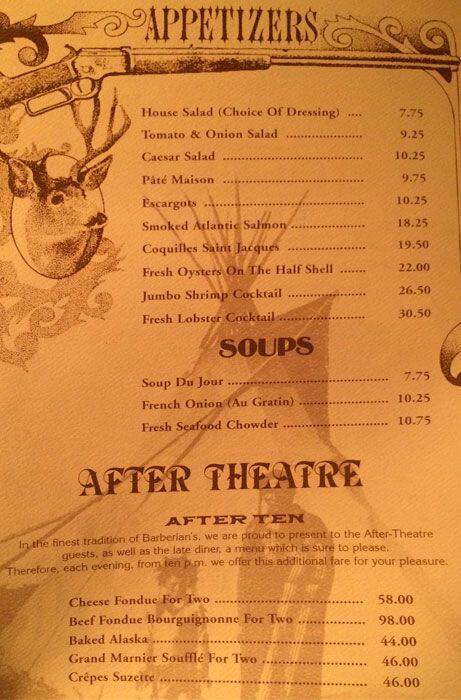 APPETIZERS
House Salad (Choice Of Dressing) .... 7.75
Tomato & Onion Salad .................. 9.25
Caesar Salad .................................. 10.25
Pâté Maison .................................. 9.75
Escargots ...................................... 10.25
Smoked Atlantic Salmon .................. 18.25
Coquilles Saint Jacques .................. 19.50
Fresh Oysters On The Half Shell ....... 22.00
Jumbo Shrimp Cocktail .................. 26.50
Fresh Lobster Cocktail .................. 30.50
SOUPS
Soup Du Jour .................................. 7.75
French Onion (Au Gratin) .................. 10.25
Fresh Seafood Chowder .................. 10.75
AFTER THEATRE
AFTER TEN
In the finest tradition of Barberian's, we are proud to present to the After-Theatre
guests, as well as the late diner, a menu which is sure to please.
Therefore, each evening, from ten p.m. we offer this additional fare for your pleasure.
Cheese Fondue For Two .................................. 58.00
Beef Fondue Bourguignonne For Two .................. 98.00
Baked Alaska .................................. 44.00
Grand Marnier Soufflé For Two .................. 46.00
Crêpes Suzette .................................. 46.00